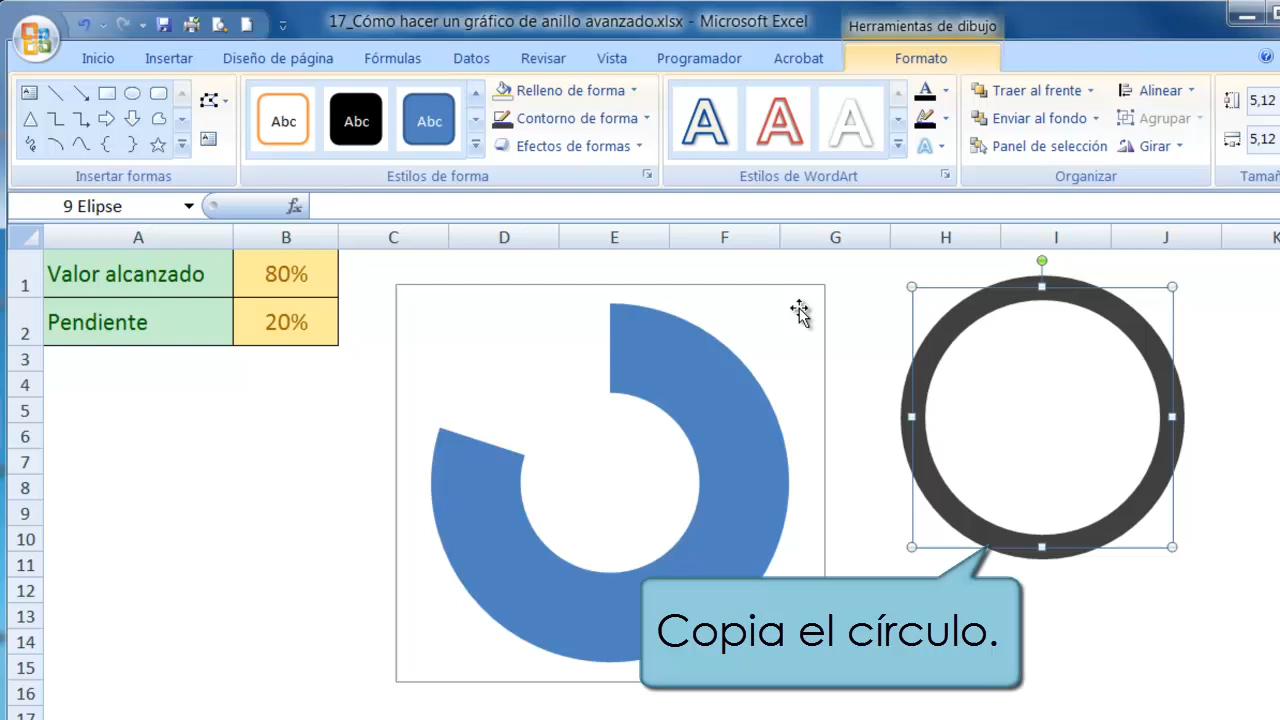 17_Cómo hacer un gráfico de anillo avanzado.xlsx - Microsoft Excel
Herramientas de dibujo
Inicio Insertar Diseño de página Fórmulas Datos Revisar Vista Programador Acrobat Formato
Abc Abc Abc
Relleno de forma
Contorno de forma
Efectos de formas
A A A
Traer al frente
Enviar al fondo
Panel de selección
Alinear
Agrupar
Girar
5,12
5,12
Insertar formas Estilos de forma Estilos de WordArt Organizar Tamañ
9 Elipse fx
A B C D E F G H I J K
1 Valor alcanzado 80%
2 Pendiente 20%
3
4
5
6
7
8
9
10
11
12
13
14
15
16
17
Copia el círculo.